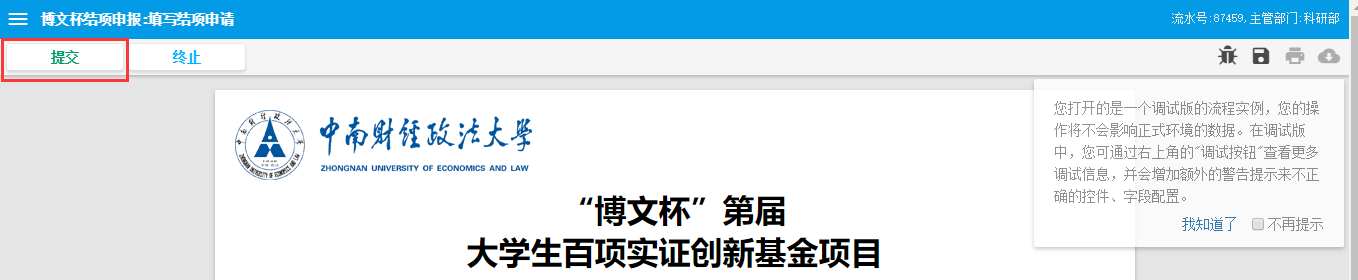 博文杯结项申报:填写结项申请
流水号:87459, 主管部门:科研部
提交
终止
中南财经政法大学
ZHONGNAN UNIVERSITY OF ECONOMICS AND LAW
“博文杯”第届
大学生百项实证创新基金项目
您打开的是一个调试版的流程实例，您的操
作将不会影响正式环境的数据。在调试版
中，您可通过右上角的"调试按钮"查看更多
调试信息，并会增加额外的警告提示来不正
确的控件、字段配置。
我知道了
不再提示